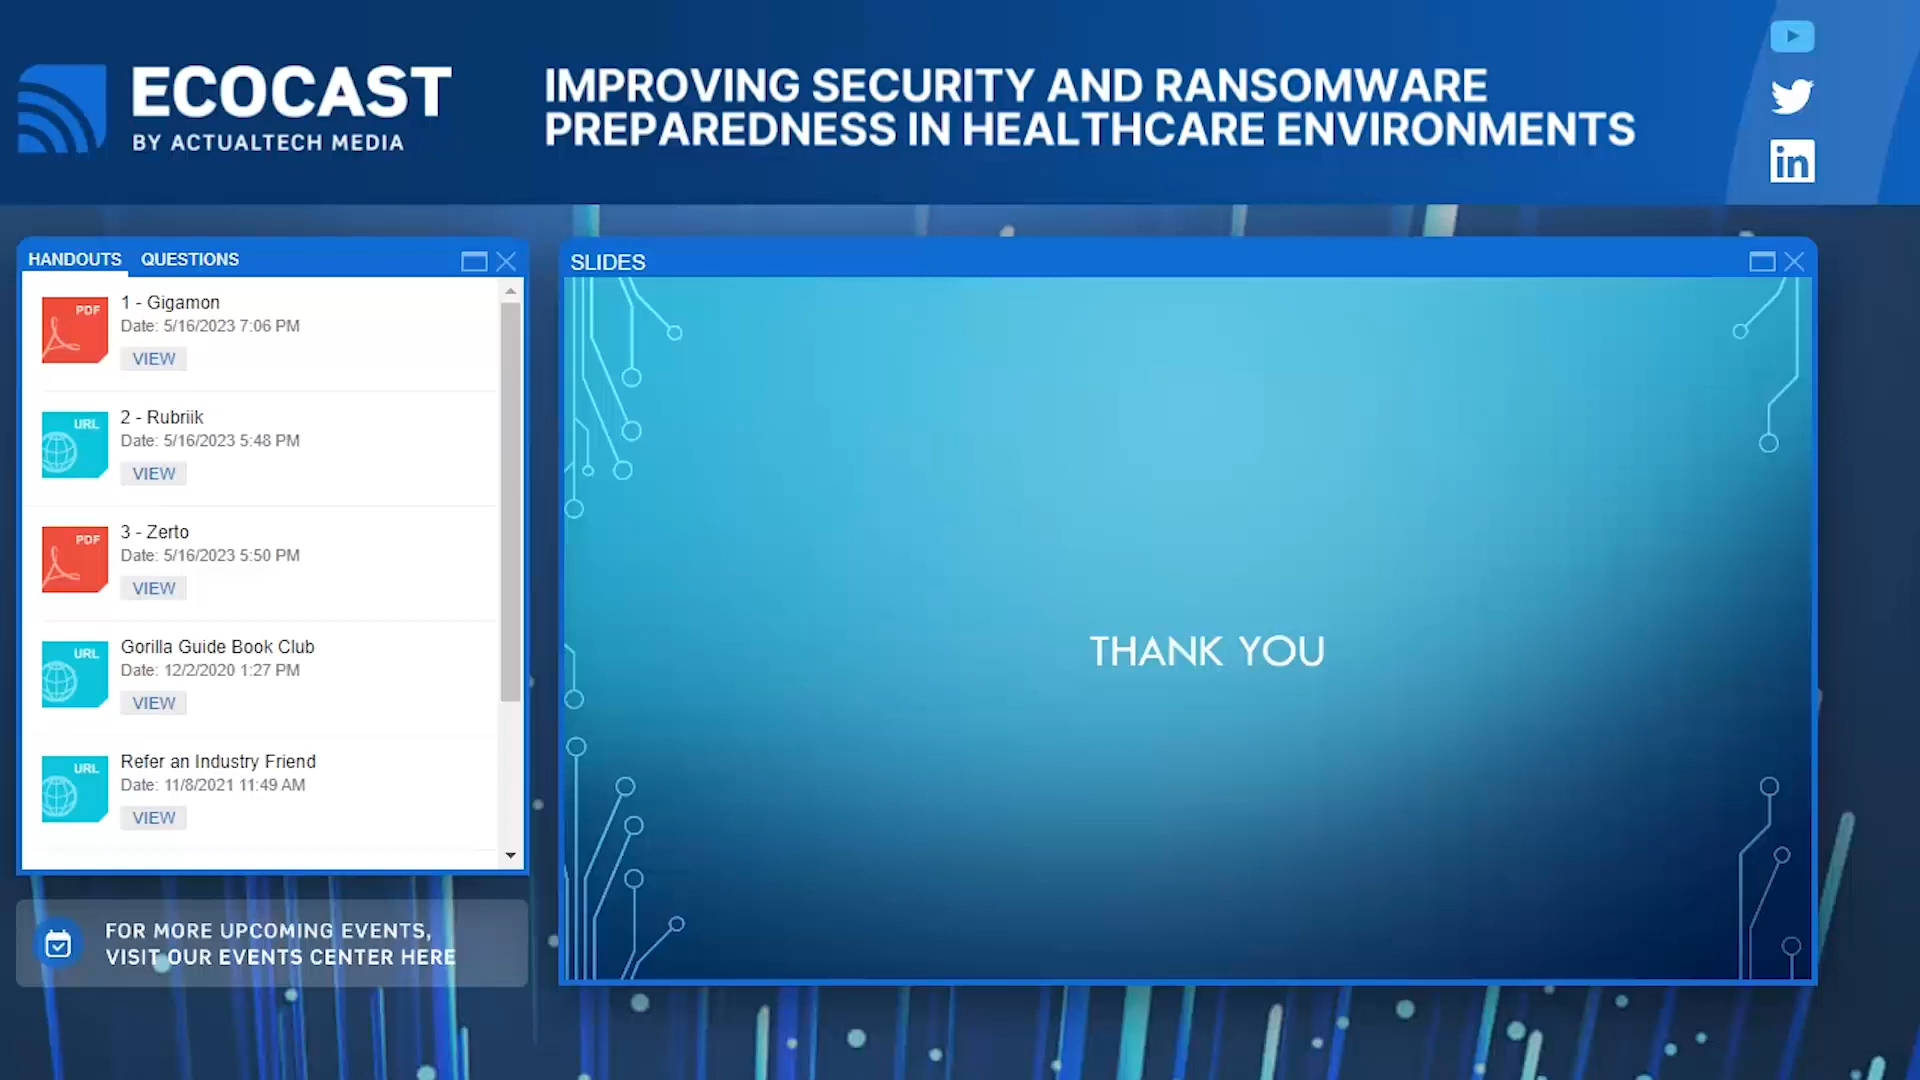 ECOCAST
BY ACTUALTECH MEDIA
IMPROVING SECURITY AND RANSOMWARE
PREPAREDNESS IN HEALTHCARE ENVIRONMENTS
in
HANDOUTS QUESTIONS
PDF
1 - Gigamon
Date: 5/16/2023 7:06 PM
VIEW
URL
2 - Rubriik
Date: 5/16/2023 5:48 PM
VIEW
PDF
3 - Zerto
Date: 5/16/2023 5:50 PM
VIEW
URL
Gorilla Guide Book Club
Date: 12/2/2020 1:27 PM
VIEW
URL
Refer an Industry Friend
Date: 11/8/2021 11:49 AM
VIEW
FOR MORE UPCOMING EVENTS,
VISIT OUR EVENTS CENTER HERE
SLIDES
THANK YOU